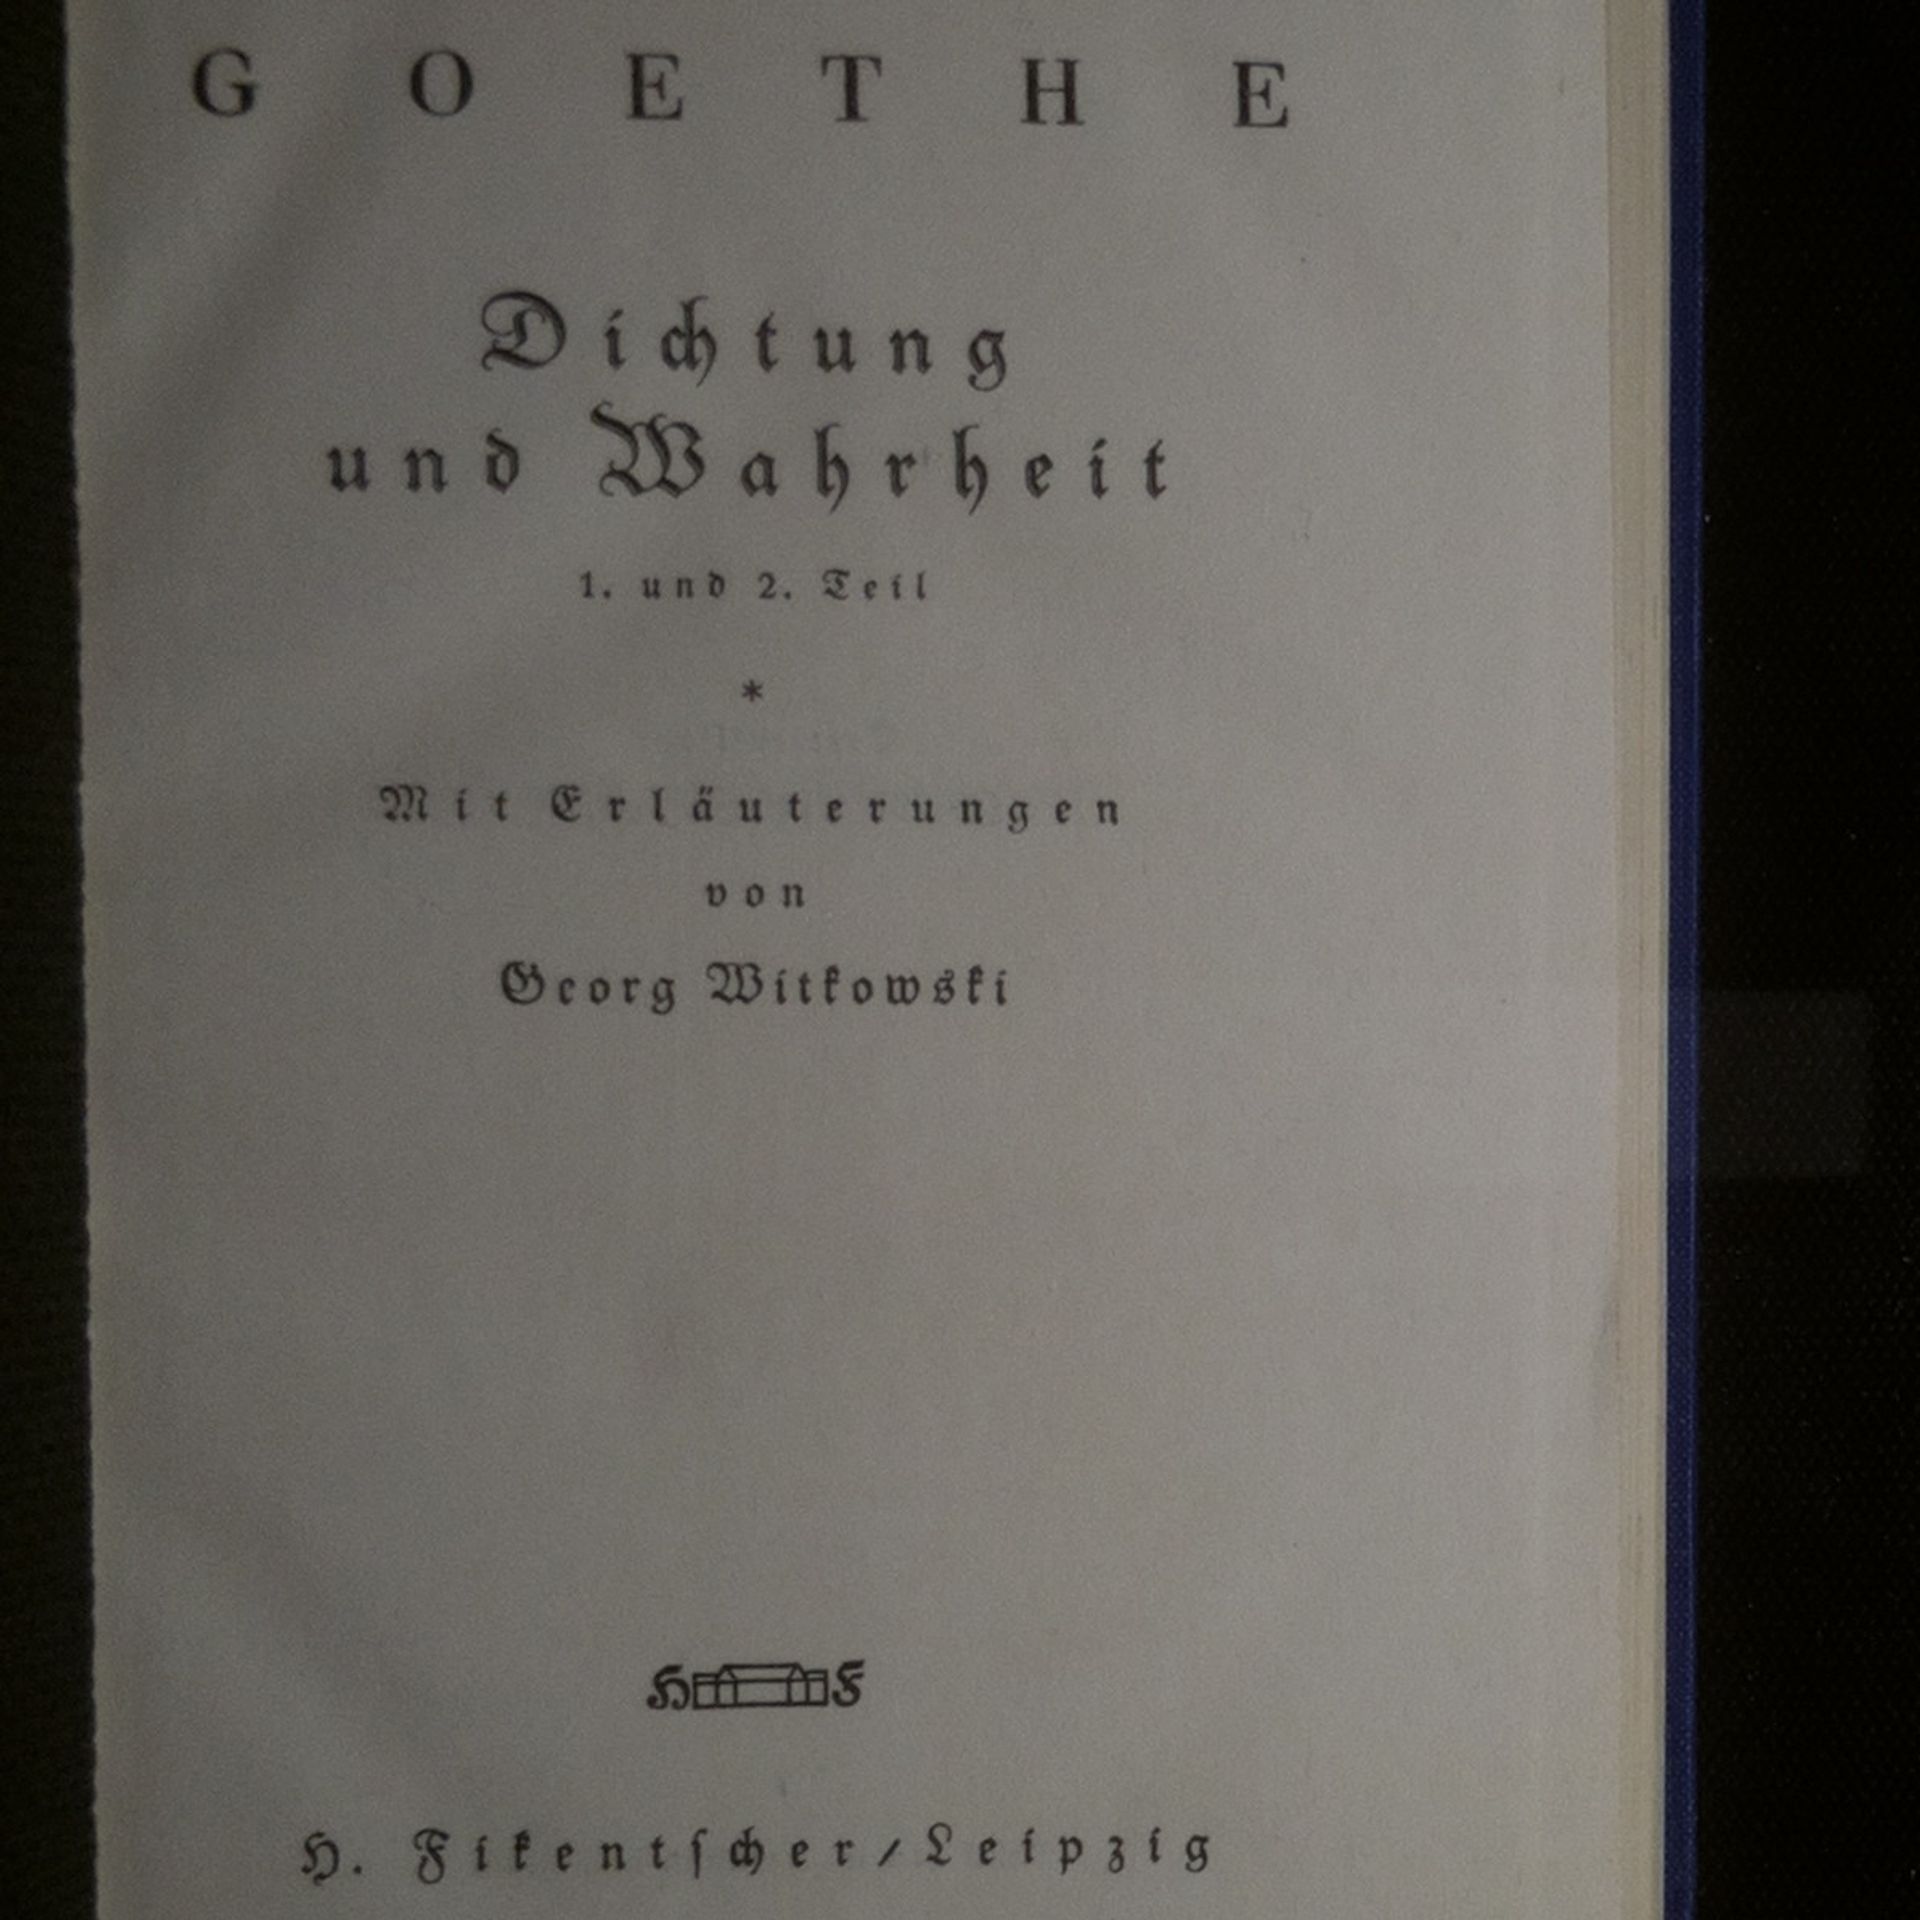 GOETHE
Dichtung
und Wahrheit
1. und 2. Teil
*
Mit Erläuterungen
von
Georg Witkowski
H F
H. Fikentſcher / Leipzig